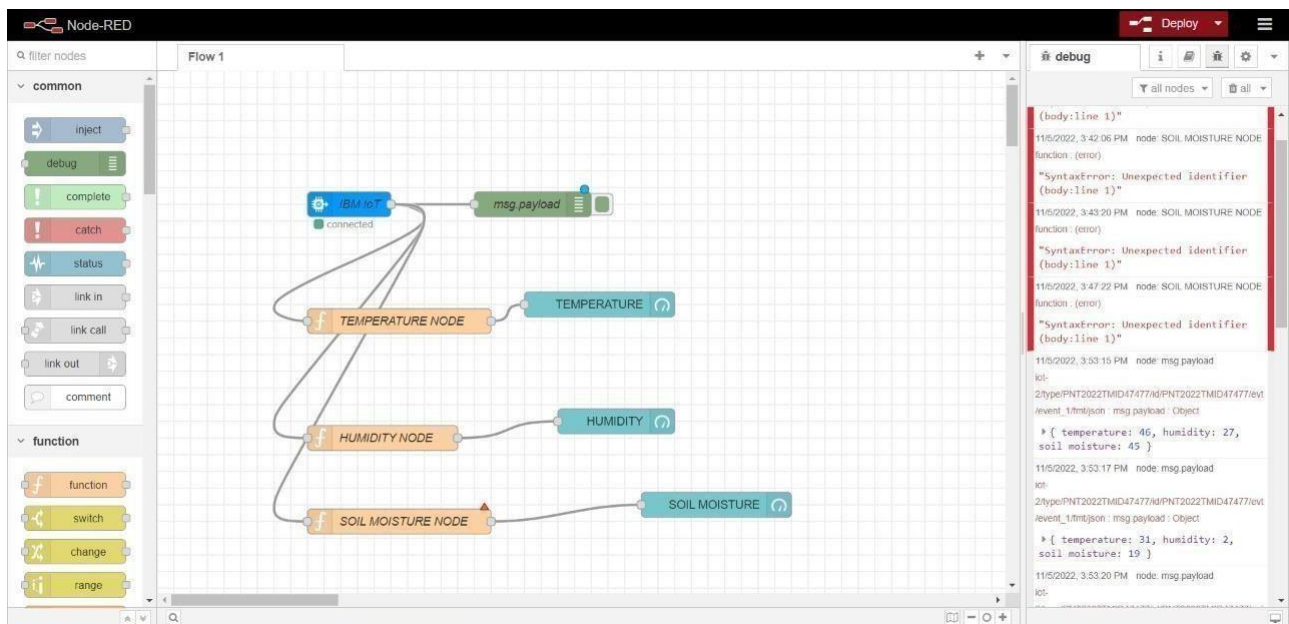 Node-RED
Deploy
filter nodes
common
inject
debug
complete
catch
status
link in
link call
link out
comment
function
function
switch
change
range
Flow 1
IBM IoT
connected
msg.payload
TEMPERATURE NODE
TEMPERATURE
HUMIDITY NODE
HUMIDITY
SOIL MOISTURE NODE
SOIL MOISTURE
debug
all nodes
all
(body:line 1)"
11/5/2022, 3:42:06 PM node: SOIL MOISTURE NODE
function : (error)
"SyntaxError: Unexpected identifier
(body:line 1)"
11/5/2022, 3:43:20 PM node: SOIL MOISTURE NODE
function : (error)
"SyntaxError: Unexpected identifier
(body:line 1)"
11/5/2022, 3:47:22 PM node: SOIL MOISTURE NODE
function : (error)
"SyntaxError: Unexpected identifier
(body:line 1)"
11/5/2022, 3:53:15 PM node: msg.payload
iot-
2/type/PNT2022TMID47477/id/PNT2022TMID47477/evt
/event_1/fmt/json : msg.payload : Object
{ temperature: 46, humidity: 27,
soil moisture: 45 }
11/5/2022, 3:53:17 PM node: msg.payload
iot-
2/type/PNT2022TMID47477/id/PNT2022TMID47477/evt
/event_1/fmt/json : msg.payload : Object
{ temperature: 31, humidity: 2,
soil moisture: 19 }
11/5/2022, 3:53:20 PM node: msg.payload
iot-